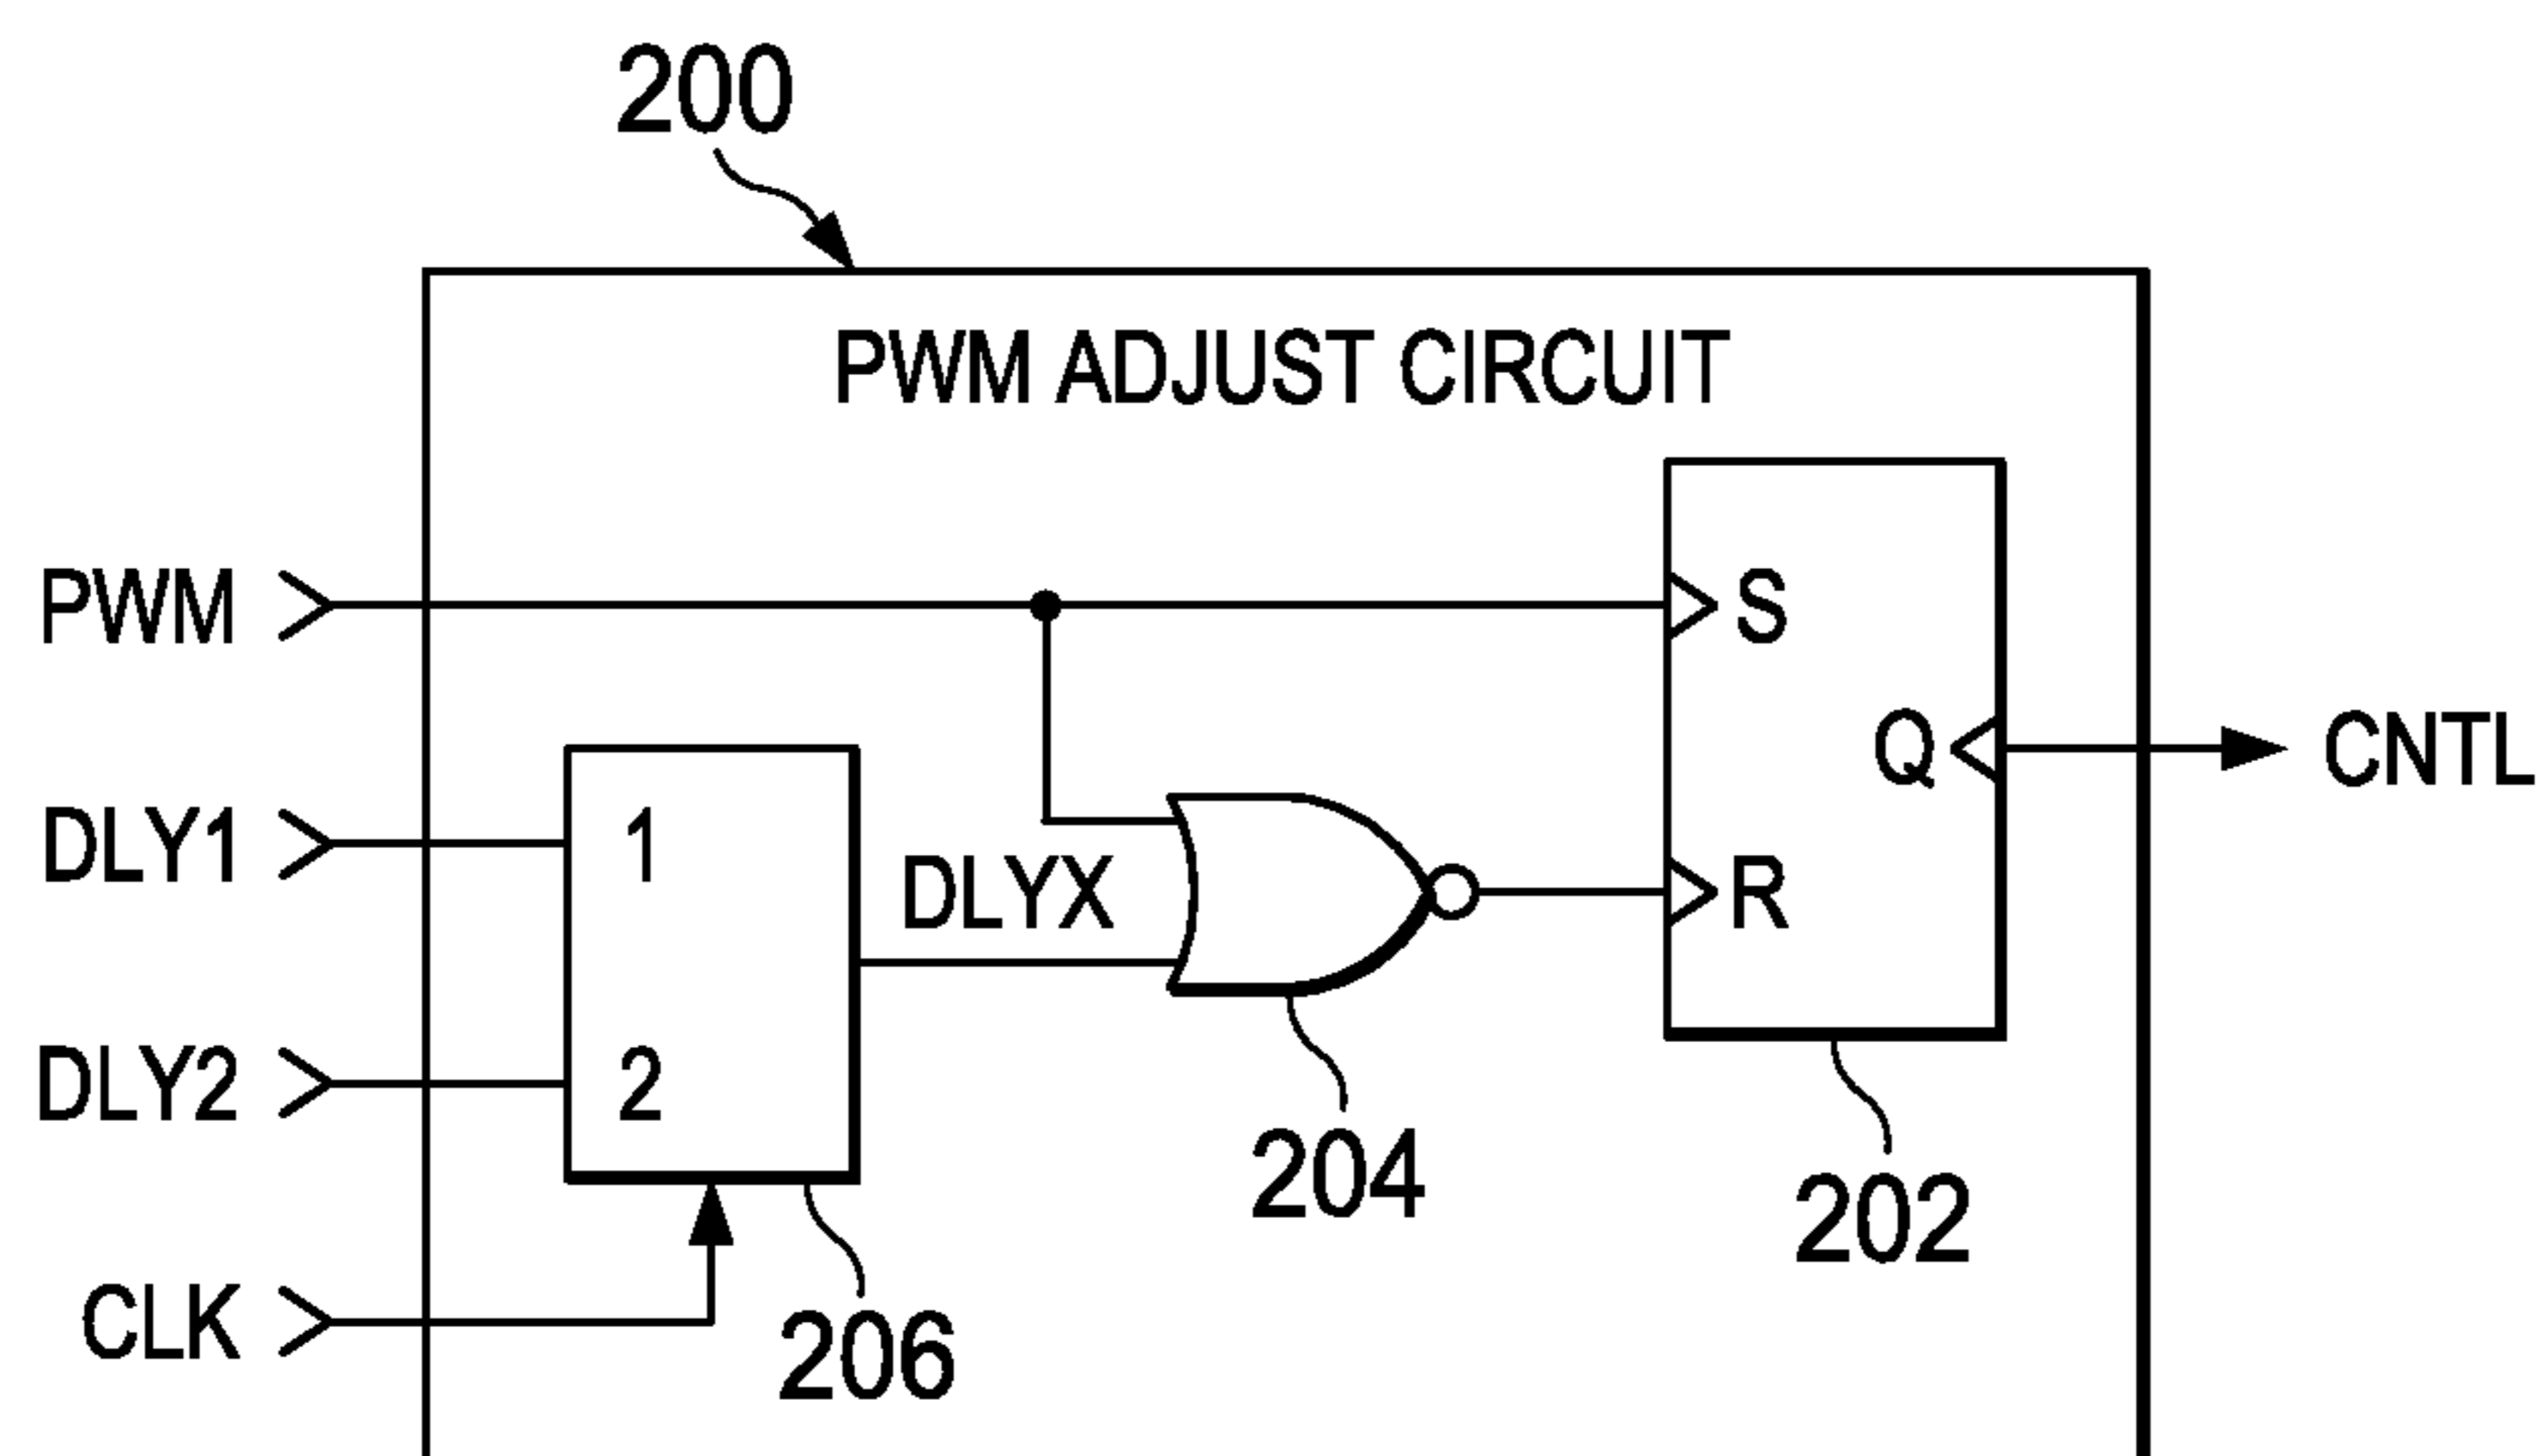 200
PWM ADJUST CIRCUIT
PWM
S
Q
CNTL
DLY1
1
DLYX
R
DLY2
2
204
202
CLK
206